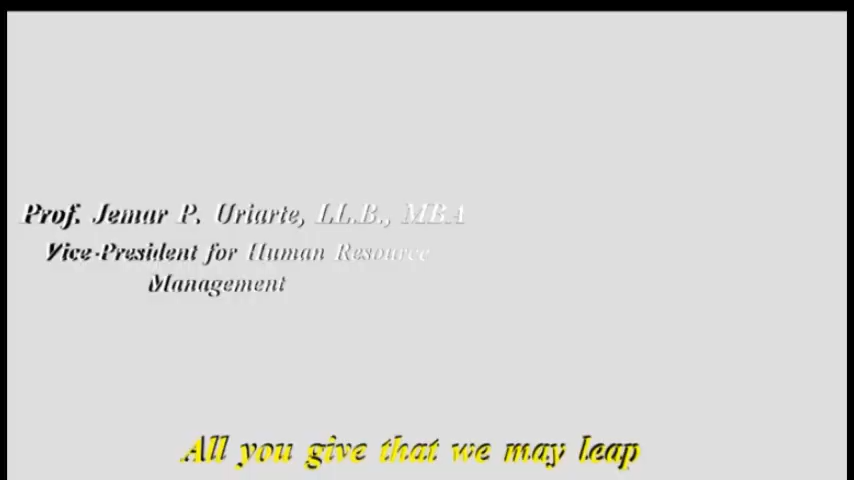 Prof. Jemar P. Uriarte, LL.B., MBA
Vice-President for Human Resource
Management
All you give that we may leap